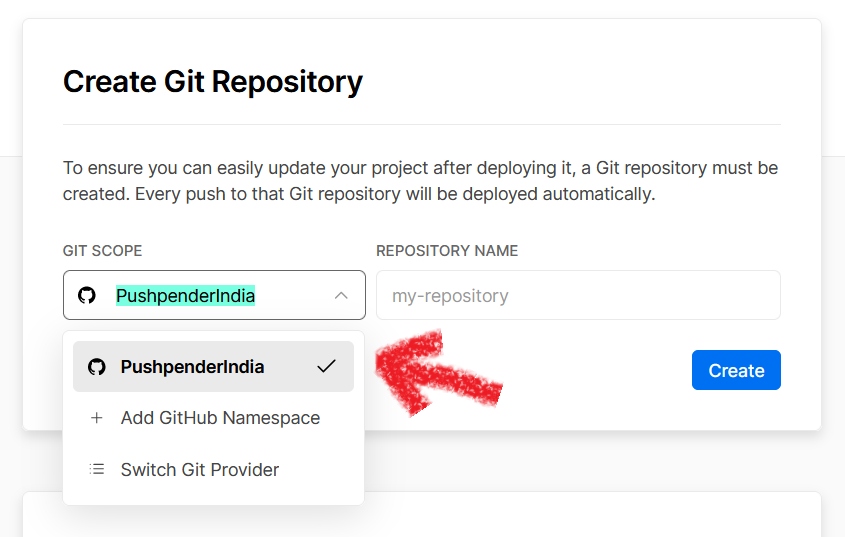 Create Git Repository
To ensure you can easily update your project after deploying it, a Git repository must be
created. Every push to that Git repository will be deployed automatically.
GIT SCOPE
REPOSITORY NAME
PushpenderIndia
my-repository
PushpenderIndia
Add GitHub Namespace
Switch Git Provider
Create